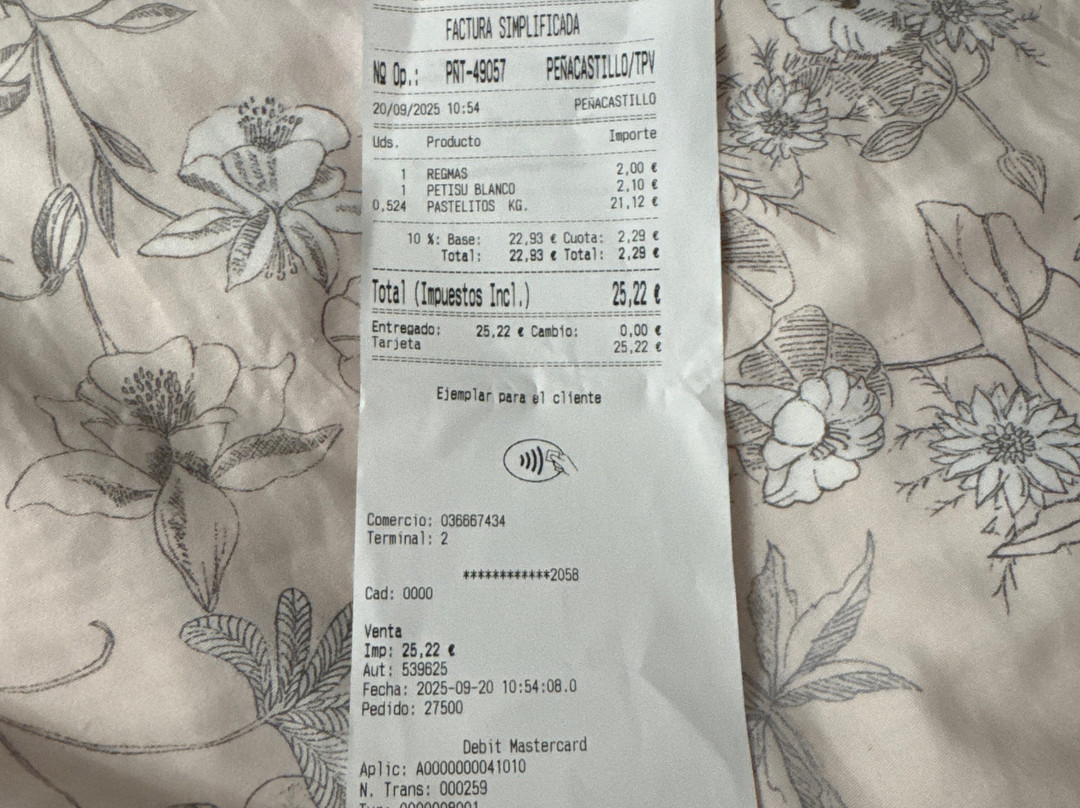 FACTURA SIMPLIFICADA
Nº Op.: PÑT-49057 PEÑACASTILLO/TPV
20/09/2025 10:54 PEÑACASTILLO
Uds. Producto Importe
1 REGMAS 2,00 €
1 PETISU BLANCO 2,10 €
0,524 PASTELITOS KG. 21,12 €
10 %: Base: 22,93 € Cuota: 2,29 €
Total: 22,93 € Total: 2,29 €
Total (Impuestos Incl.) 25,22 €
Entregado: 25,22 € Cambio: 0,00 €
Tarjeta 25,22 €
Ejemplar para el cliente
Comercio: 036667434
Terminal: 2
************2058
Cad: 0000
Venta
Imp: 25,22 €
Aut: 539625
Fecha: 2025-09-20 10:54:08.0
Pedido: 27500
Debit Mastercard
Aplic: A0000000041010
N. Trans: 000259